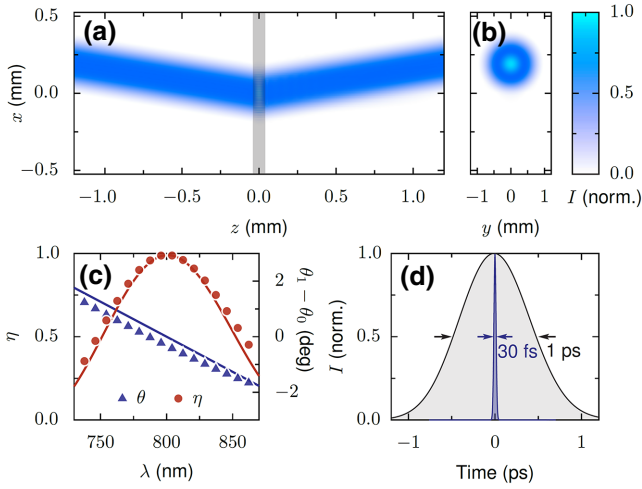 (a)
(b)
0.5
0.0
−0.5
x (mm)
−1.0 −0.5 0.0 0.5 1.0
z (mm)
−1 0 1
y (mm)
1.0
0.5
0.0
I (norm.)
(c)
(d)
1.0
0.5
0.0
η
2
0
−2
θ₁ − θ₀ (deg)
θ η
750 800 850
λ (nm)
1.0
0.5
0.0
I (norm.)
30 fs 1 ps
−1 0 1
Time (ps)